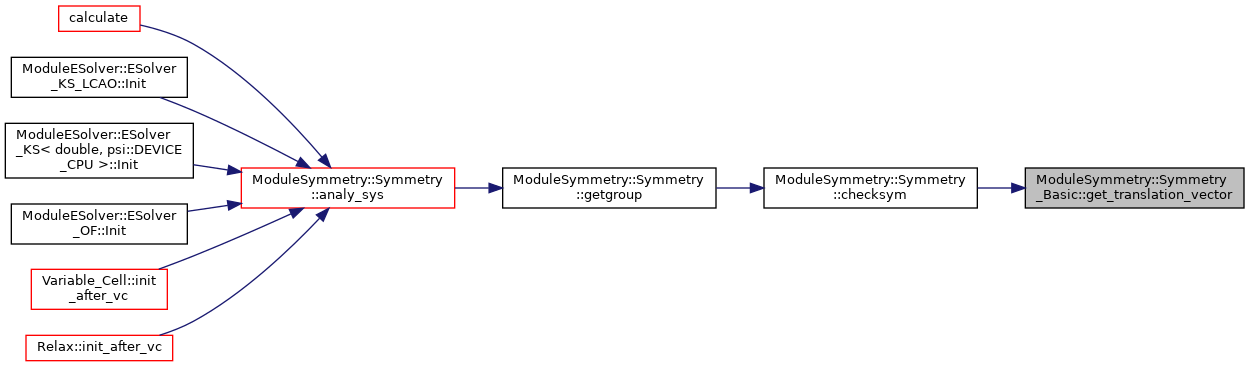 calculate
ModuleESolver::ESolver
_KS_LCAO::Init
ModuleESolver::ESolver
_KS< double, psi::DEVICE
_CPU >::Init
ModuleESolver::ESolver
_OF::Init
Variable_Cell::init
_after_vc
Relax::init_after_vc
ModuleSymmetry::Symmetry
::analy_sys
ModuleSymmetry::Symmetry
::getgroup
ModuleSymmetry::Symmetry
::checksym
ModuleSymmetry::Symmetry
_Basic::get_translation_vector